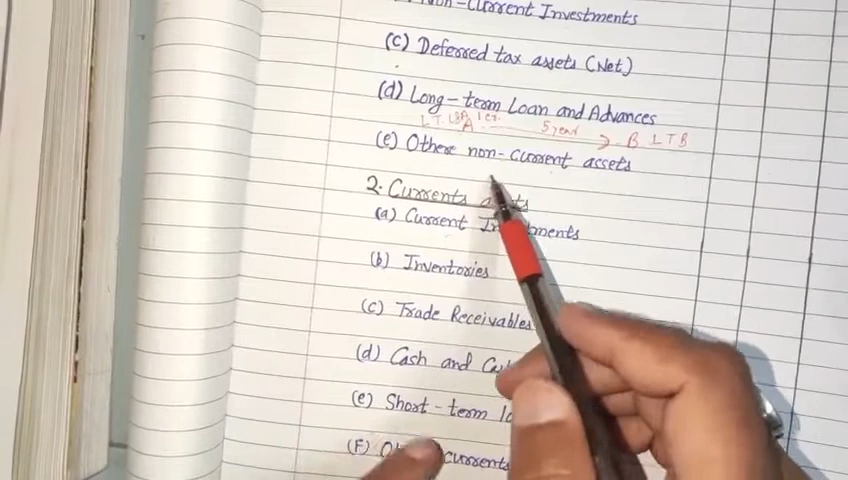 Non-Current Investments
(c) Deferred tax assets (Net)
(d) Long-term Loan and Advances
5 year B
(e) Other non-current assets
2. Currents
(a) Current
(b) Inventories
(c) Trade Receivables
(d) Cash and
(e) Short-term
(F) currents